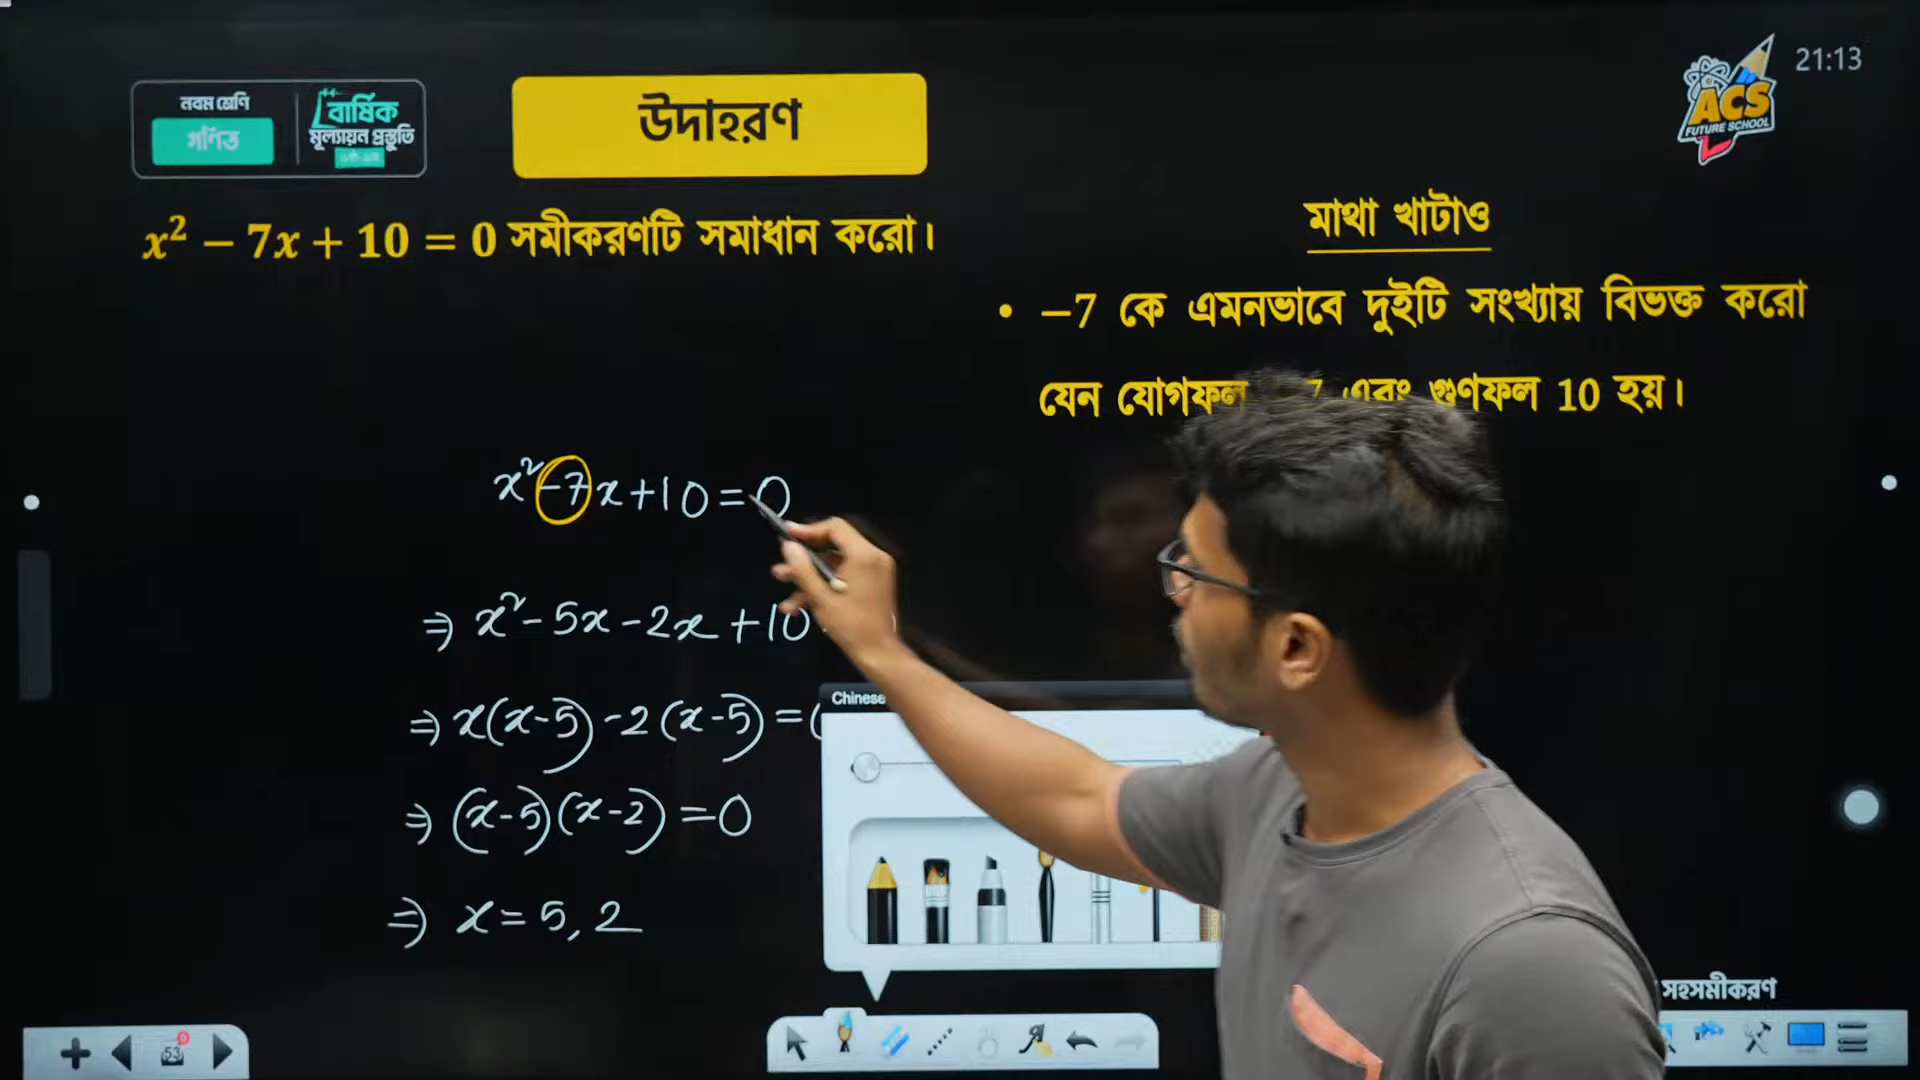 নবম শ্রেণি
গণিত
বার্ষিক
মূল্যায়ন প্রস্তুতি
উদাহরণ
ACS
FUTURE SCHOOL
21:13
x² − 7x + 10 = 0 সমীকরণটি সমাধান করো।
মাথা খাটাও
• −7 কে এমনভাবে দুইটি সংখ্যায় বিভক্ত করো
যেন যোগফল এবং গুণফল 10 হয়।
x² - 7x + 10 = 0
⇒ x² - 5x - 2x + 10
⇒ x(x-5) - 2(x-5) =
⇒ (x-5)(x-2) = 0
⇒ x = 5, 2
Chinese
সহসমীকরণ
53